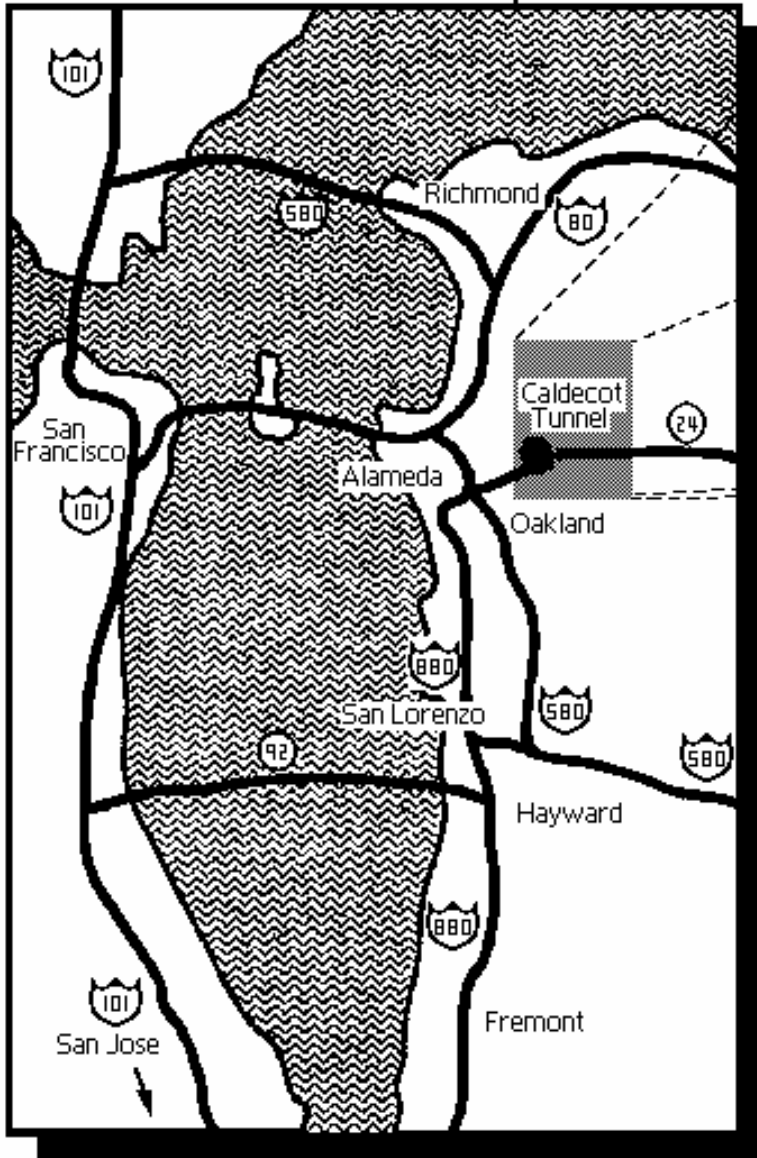 101
Richmond
580
80
Caldecot
Tunnel
24
San
Francisco
Alameda
101
Oakland
880
San Lorenzo
580
92
580
Hayward
880
101
Fremont
San Jose